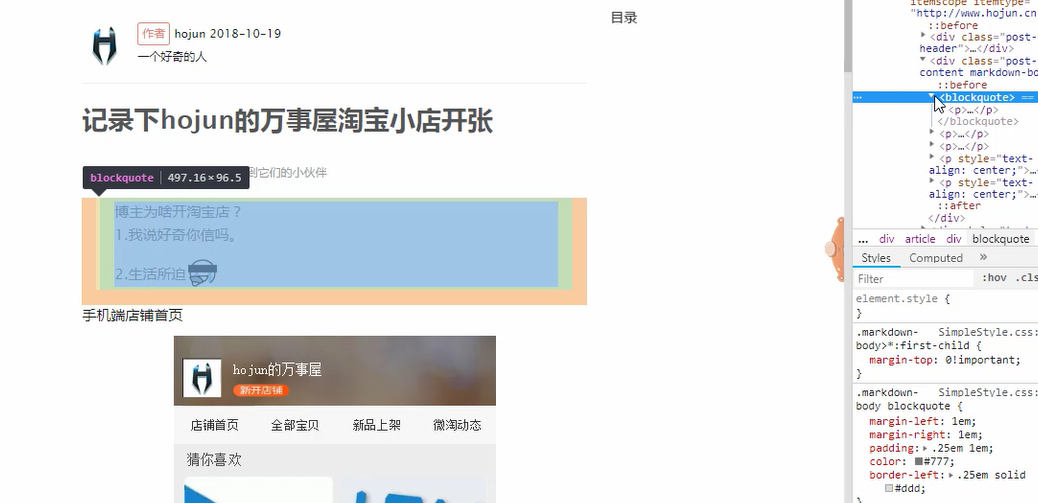 作者 hojun 2018-10-19
一个好奇的人
目录
记录下hojun的万事屋淘宝小店开张
到它们的小伙伴
blockquote 497.16×96.5
博主为啥开淘宝店？
1.我说好奇你信吗。
2.生活所迫
手机端店铺首页
hojun的万事屋
新开店铺
店铺首页 全部宝贝 新品上架 微淘动态
猜你喜欢
itemscope itemtype=
"http://www.hojun.cn
::before
<div class="post-
header">…</div>
<div class="post-
content markdown-bo
::before
<blockquote> ==
<p>…</p>
</blockquote>
<p>…</p>
<p>…</p>
<p style="text-
align: center;">…
<p style="text-
align: center;">…
::after
</div>
... div article div blockquote
Styles Computed »
Filter :hov .cls
element.style {
}
.markdown- SimpleStyle.css:
body>*:first-child {
margin-top: 0!important;
}
.markdown- SimpleStyle.css:
body blockquote {
margin-left: 1em;
margin-right: 1em;
padding: .25em 1em;
color: #777;
border-left: .25em solid
#ddd;
}